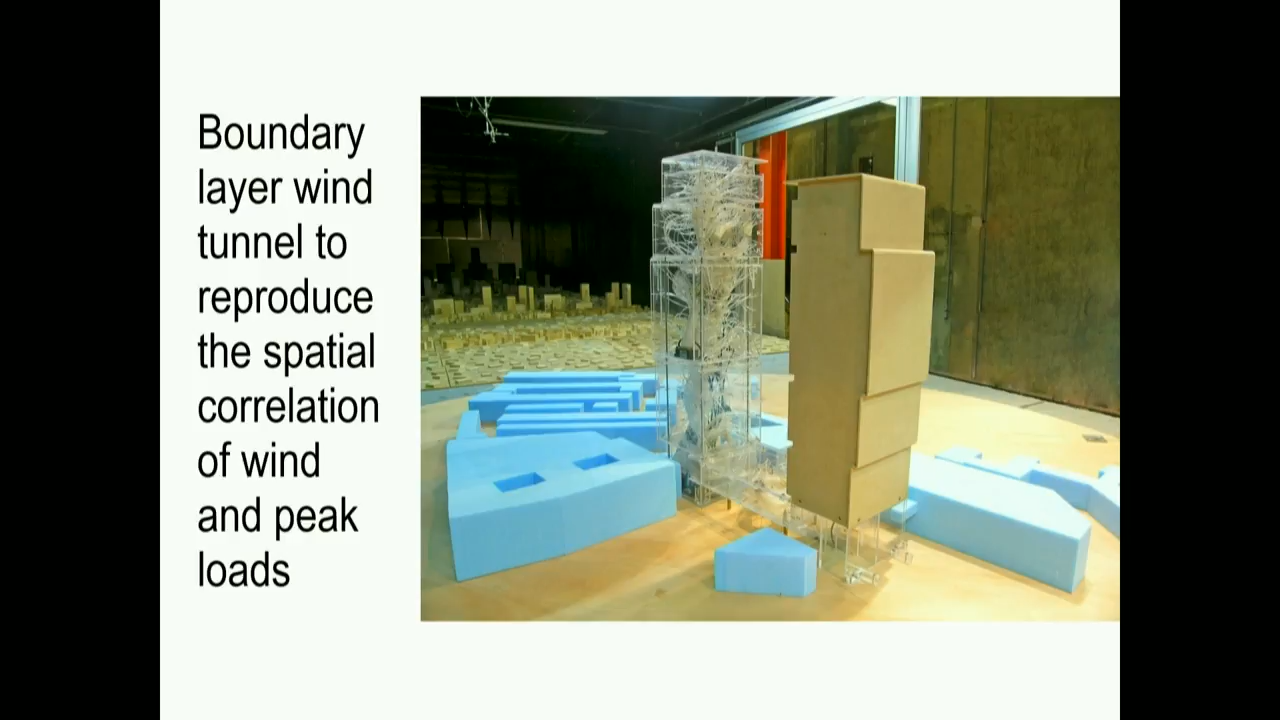 Boundary
layer wind
tunnel to
reproduce
the spatial
correlation
of wind
and peak
loads